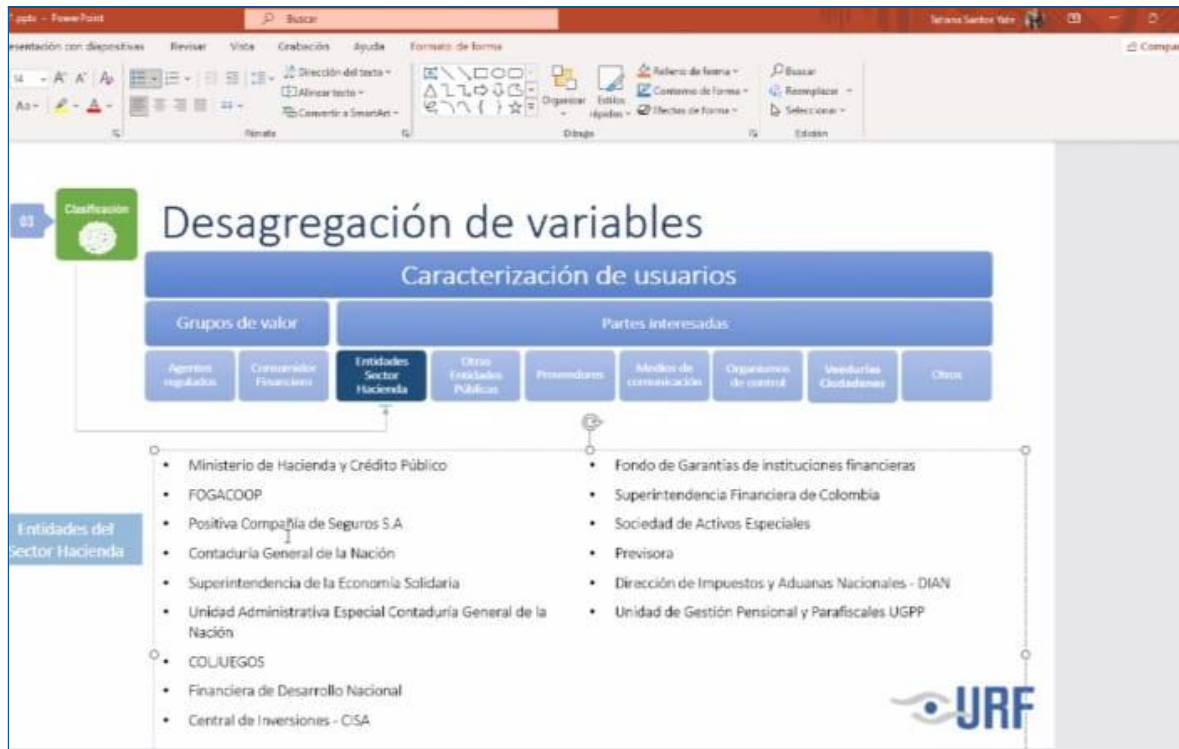 .pptx - PowerPoint
Buscar
Tatiana Santos
Revisar Vista Grabación Ayuda Formato de forma
Dirección del texto
Alinear texto
Convertir a SmartArt
Organizar
Estilos rápidos
Relleno de forma
Contorno de forma
Efectos de forma
Buscar
Reemplazar
Seleccionar
Párrafo
Dibujo
Edición
03
Clasificación
Desagregación de variables
Caracterización de usuarios
Grupos de valor
Partes interesadas
Agentes regulados
Consumidor Financiero
Entidades
Sector
Hacienda
Otras
Entidades
Públicas
Proveedores
Medios de
comunicación
Organismos
de control
Veedurías
Ciudadanas
Otros
Entidades del
Sector Hacienda
• Ministerio de Hacienda y Crédito Público
• FOGACOOP
• Positiva Compañía de Seguros S.A
• Contaduría General de la Nación
• Superintendencia de la Economía Solidaria
• Unidad Administrativa Especial Contaduría General de la
Nación
• COLJUEGOS
• Financiera de Desarrollo Nacional
• Central de Inversiones - CISA
• Fondo de Garantías de instituciones financieras
• Superintendencia Financiera de Colombia
• Sociedad de Activos Especiales
• Previsora
• Dirección de Impuestos y Aduanas Nacionales - DIAN
• Unidad de Gestión Pensional y Parafiscales UGPP
URF